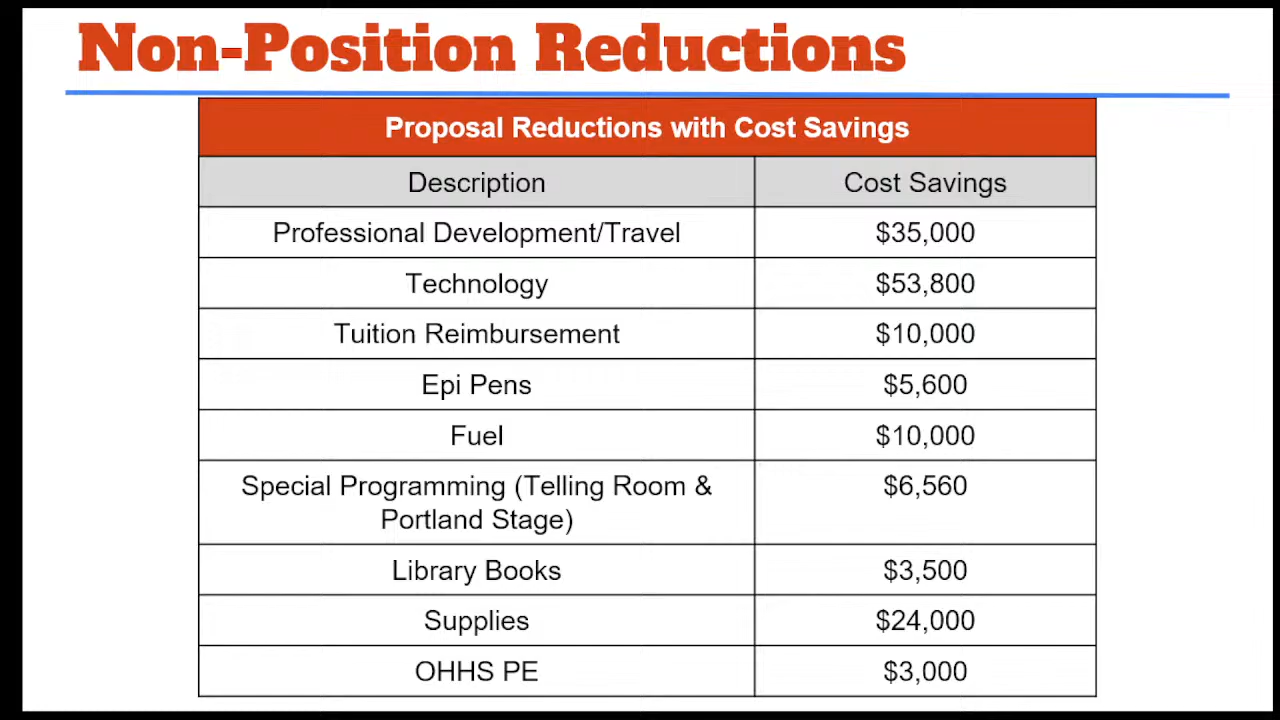 Non-Position Reductions
Proposal Reductions with Cost Savings
Description Cost Savings
Professional Development/Travel $35,000
Technology $53,800
Tuition Reimbursement $10,000
Epi Pens $5,600
Fuel $10,000
Special Programming (Telling Room & $6,560
Portland Stage)
Library Books $3,500
Supplies $24,000
OHHS PE $3,000